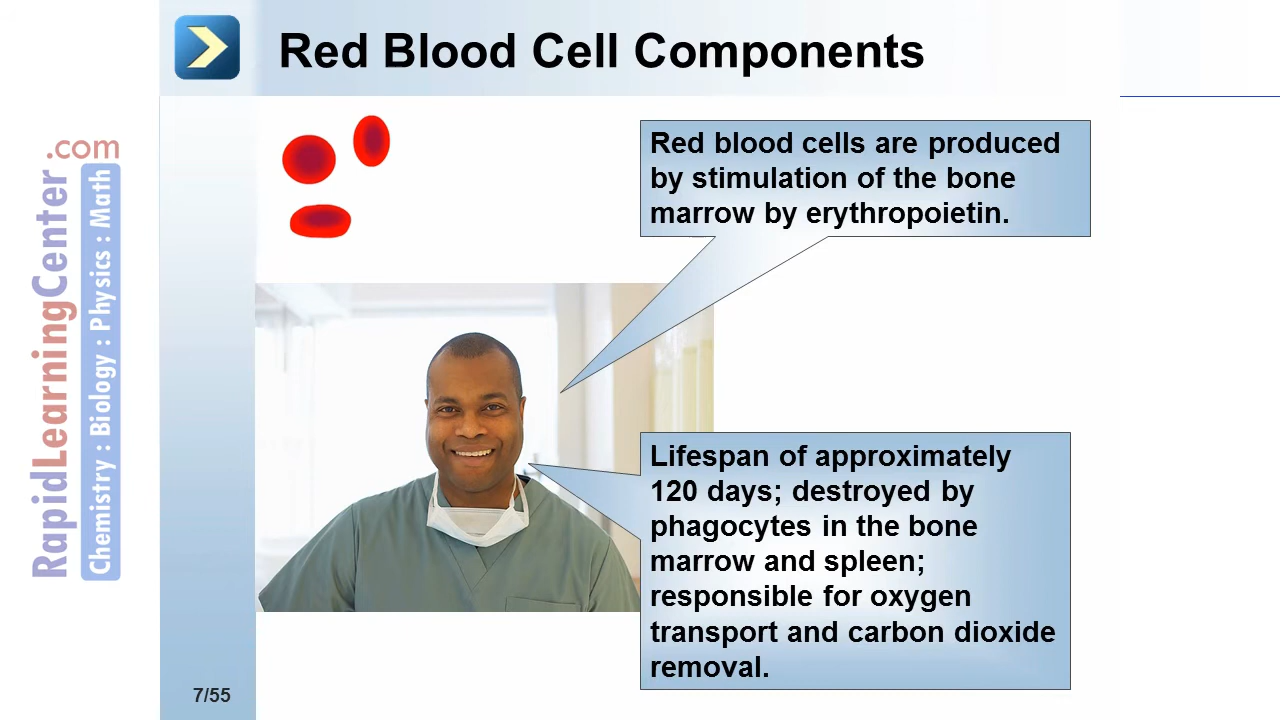 Red Blood Cell Components
Red blood cells are produced
by stimulation of the bone
marrow by erythropoietin.
Lifespan of approximately
120 days; destroyed by
phagocytes in the bone
marrow and spleen;
responsible for oxygen
transport and carbon dioxide
removal.
RapidLearningCenter.com
Chemistry : Biology : Physics : Math
7/55